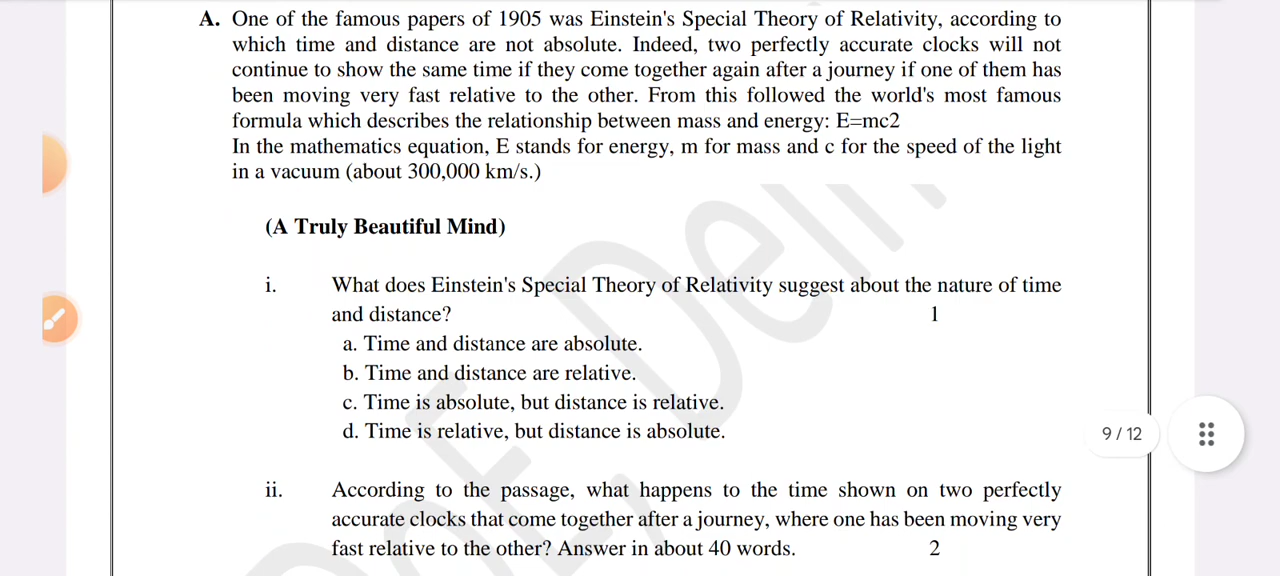 A. One of the famous papers of 1905 was Einstein's Special Theory of Relativity, according to
which time and distance are not absolute. Indeed, two perfectly accurate clocks will not
continue to show the same time if they come together again after a journey if one of them has
been moving very fast relative to the other. From this followed the world's most famous
formula which describes the relationship between mass and energy: E=mc2
In the mathematics equation, E stands for energy, m for mass and c for the speed of the light
in a vacuum (about 300,000 km/s.)
(A Truly Beautiful Mind)
i. What does Einstein's Special Theory of Relativity suggest about the nature of time
and distance? 1
a. Time and distance are absolute.
b. Time and distance are relative.
c. Time is absolute, but distance is relative.
d. Time is relative, but distance is absolute.
9 / 12
ii. According to the passage, what happens to the time shown on two perfectly
accurate clocks that come together after a journey, where one has been moving very
fast relative to the other? Answer in about 40 words. 2